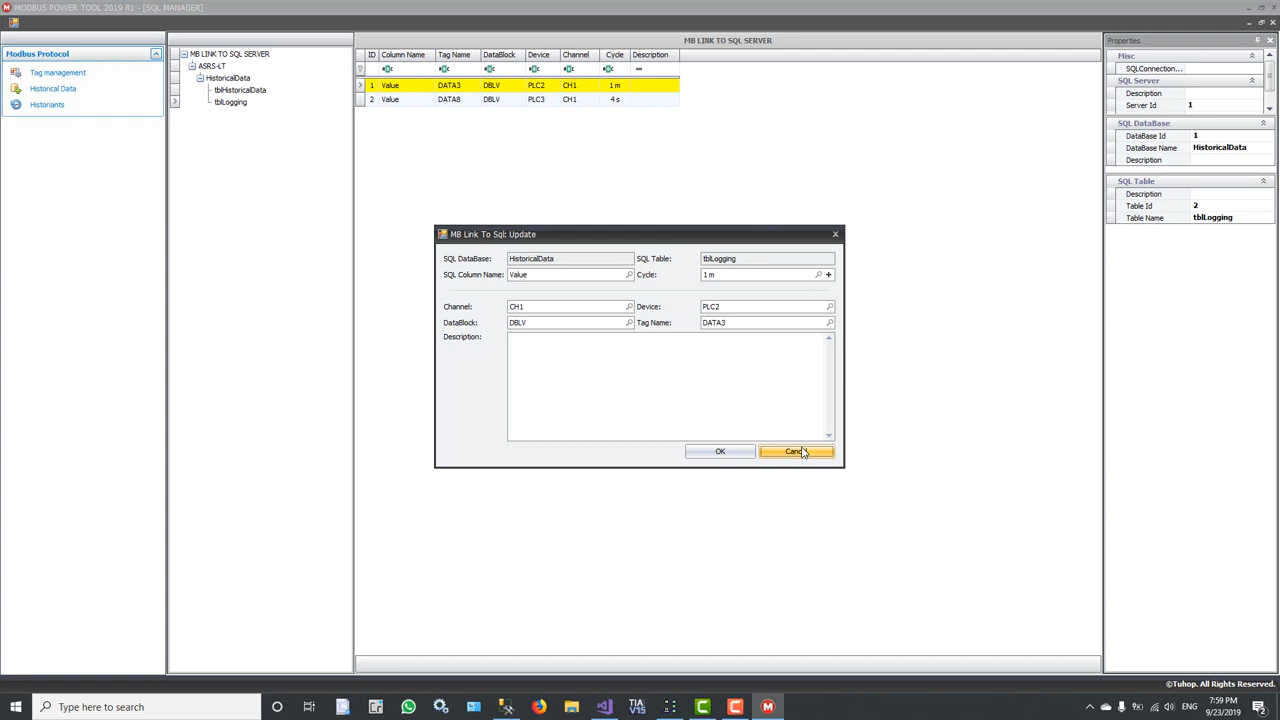 MODBUS POWER TOOL 2019 R1 - [SQL MANAGER]
Modbus Protocol
Tag management
Historical Data
Historiants
MB LINK TO SQL SERVER
ASRS-LT
HistoricalData
tblHistoricalData
tblLogging
MB LINK TO SQL SERVER
ID Column Name Tag Name DataBlock Device Channel Cycle Description
1 Value DATA3 DBLV PLC2 CH1 1 m
2 Value DATA8 DBLV PLC3 CH1 4 s
MB Link To Sql: Update
SQL DataBase: HistoricalData SQL Table: tblLogging
SQL Column Name: Value Cycle: 1 m
Channel: CH1 Device: PLC2
DataBlock: DBLV Tag Name: DATA3
Description:
OK
Properties
Misc
SQLConnection...
SQL Server
Description
Server Id 1
SQL DataBase
DataBase Id 1
DataBase Name HistoricalData
Description
SQL Table
Description
Table Id 2
Table Name tblLogging
©Tuhop. All Rights Reserved.
Type here to search
TIA V15
ENG
7:59 PM
9/23/2019
2